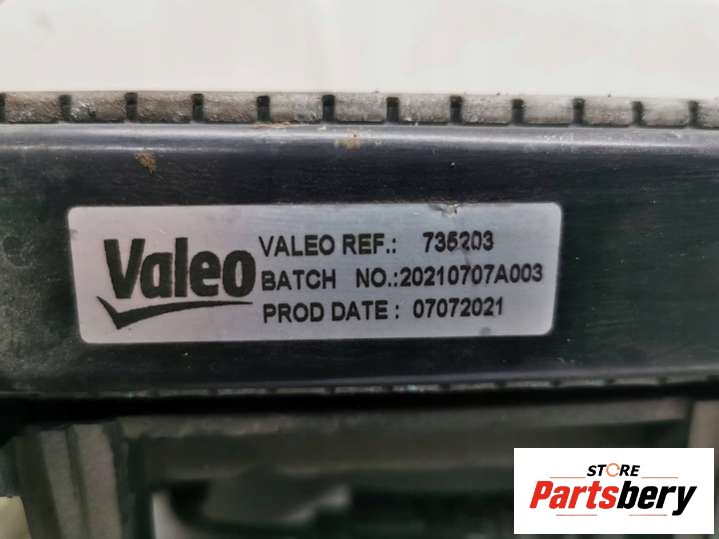 Valeo
VALEO REF.: 735203
BATCH NO.:20210707A003
PROD DATE : 07072021
STORE
Partsbery